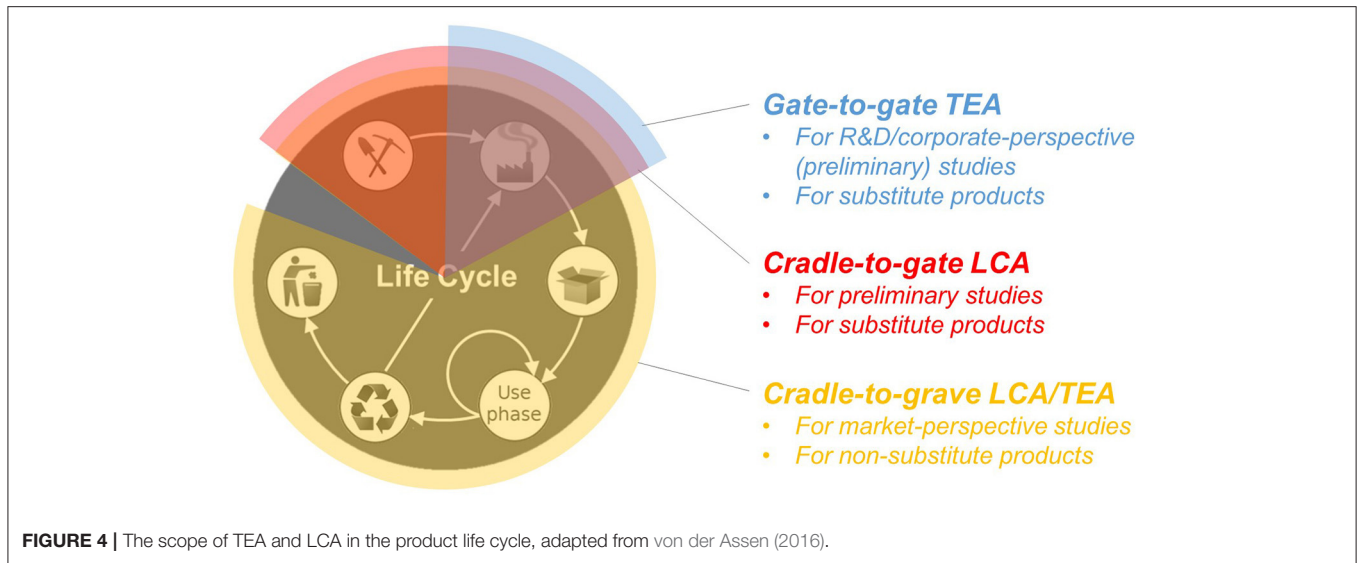 Life Cycle
Use
phase
Gate-to-gate TEA
• For R&D/corporate-perspective
(preliminary) studies
• For substitute products
Cradle-to-gate LCA
• For preliminary studies
• For substitute products
Cradle-to-grave LCA/TEA
• For market-perspective studies
• For non-substitute products
FIGURE 4 | The scope of TEA and LCA in the product life cycle, adapted from von der Assen (2016).